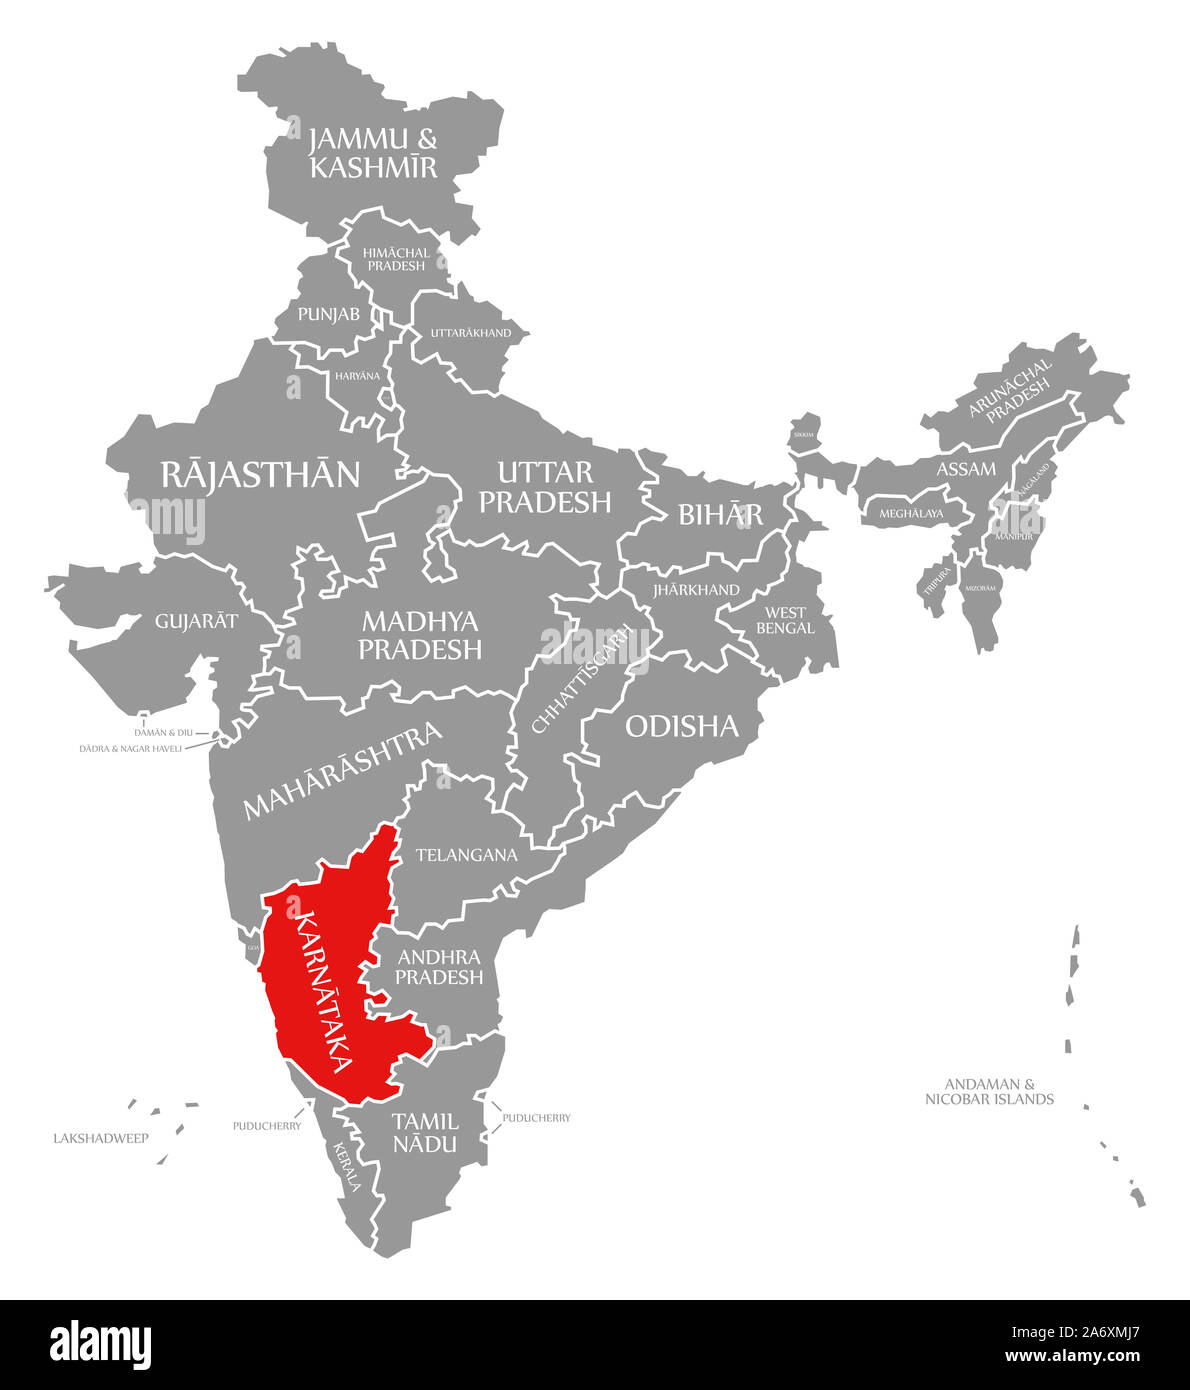 JAMMU &
KASHMĪR
HIMĀCHAL
PRADESH
PUNJAB
UTTARĀKHAND
HARYĀNA
ARUNĀCHAL
PRADESH
SIKKIM
RĀJASTHĀN
UTTAR
PRADESH
ASSAM
NĀGĀLAND
BIHĀR
MEGHĀLAYA
MANIPUR
TRIPURA
MIZORĀM
JHĀRKHAND
GUJARĀT
MADHYA
PRADESH
WEST
BENGAL
CHHATTĪSGARH
ODISHA
DAMĀN & DIU
DĀDRA & NAGAR HAVELI
MAHĀRĀSHTRA
TELANGANA
KARNĀTAKA
GOA
ANDHRA
PRADESH
ANDAMAN &
NICOBAR ISLANDS
PUDUCHERRY
PUDUCHERRY
LAKSHADWEEP
TAMIL
NĀDU
KERALA
a
alamy
alamy
Image ID: 2A6XMJ7
www.alamy.com